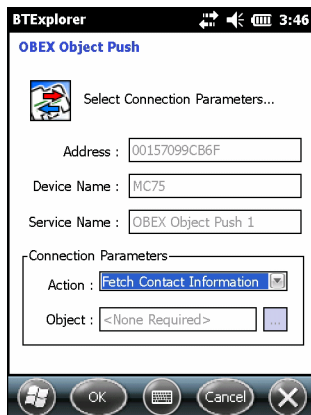 BTExplorer 3:46
OBEX Object Push
Select Connection Parameters...
Address : 00157099CB6F
Device Name : MC75
Service Name : OBEX Object Push 1
Connection Parameters
Action : Fetch Contact Information
Object : <None Required> ...
OK Cancel